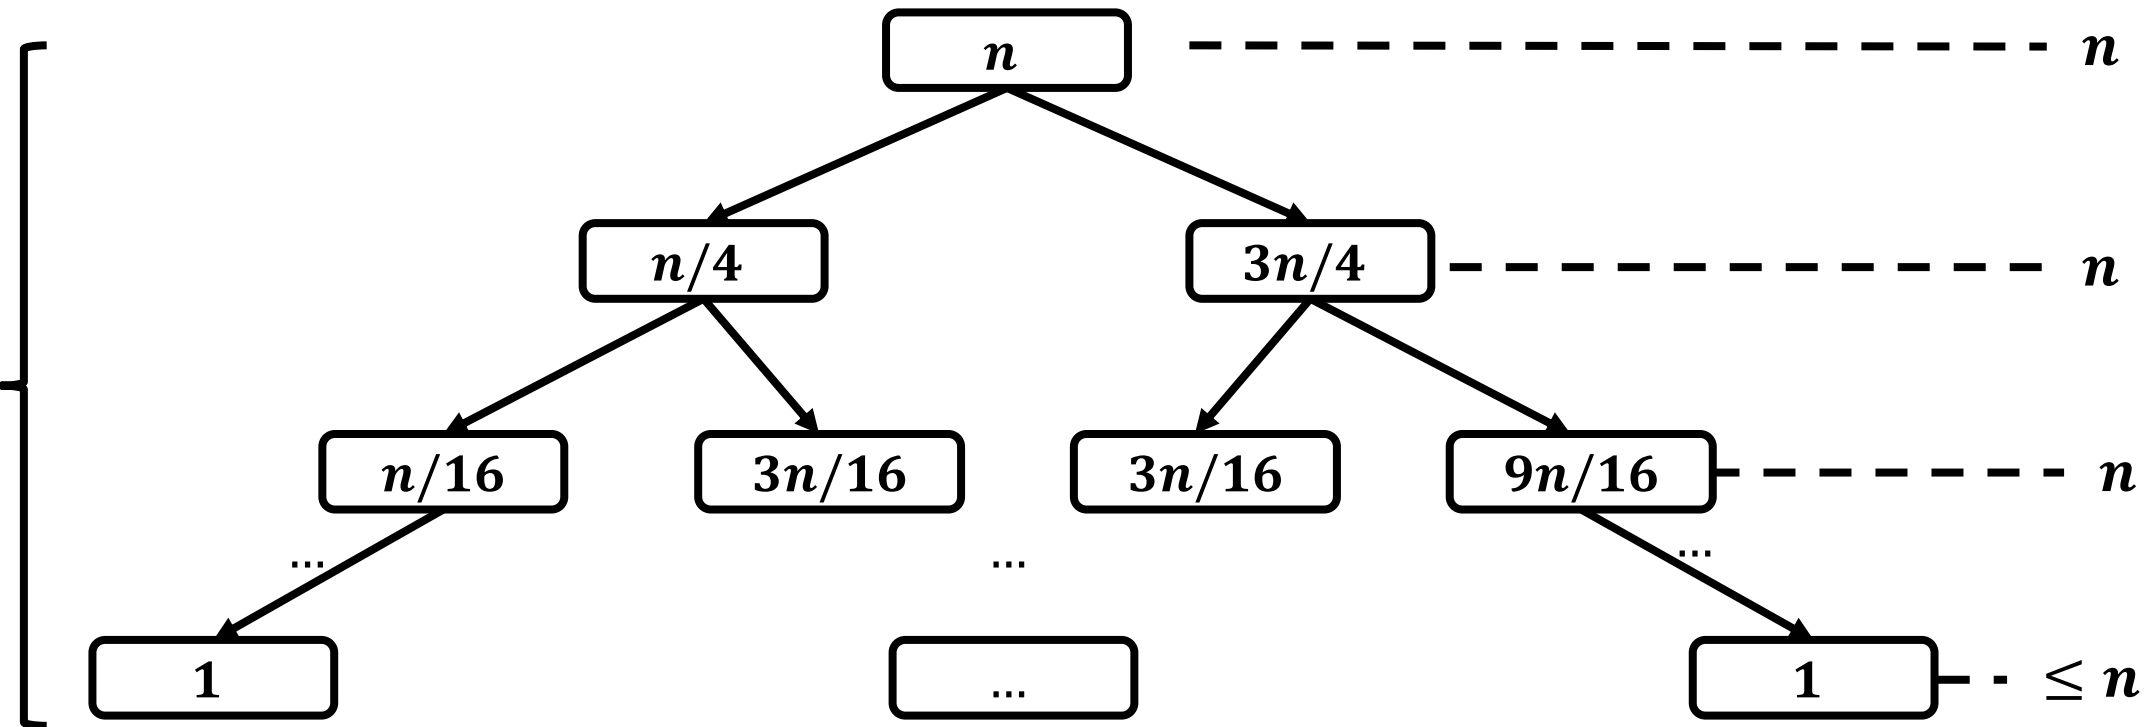 n n
n/4 3n/4 n
n/16 3n/16 3n/16 9n/16 n
... ... ...
1 ... 1 ≤ n